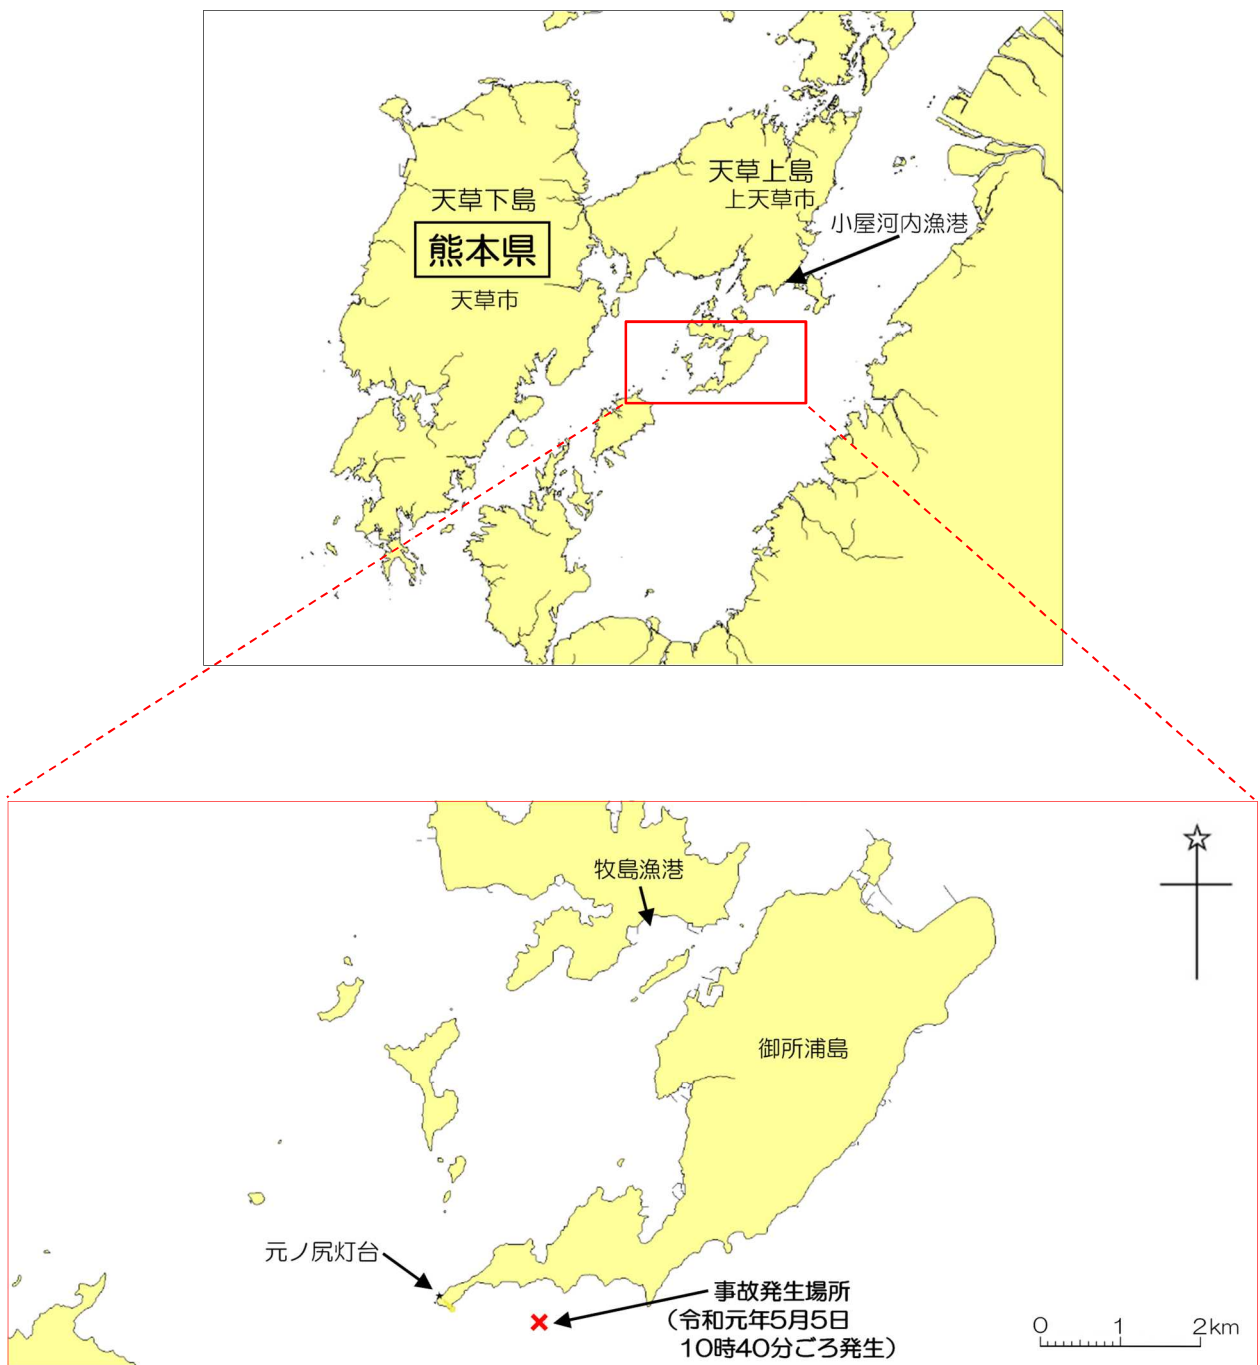 天草上島
上天草市
天草下島
熊本県
天草市
小屋河内漁港
牧島漁港
御所浦島
元ノ尻灯台
事故発生場所
（令和元年5月5日
10時40分ごろ発生）
0 1 2km